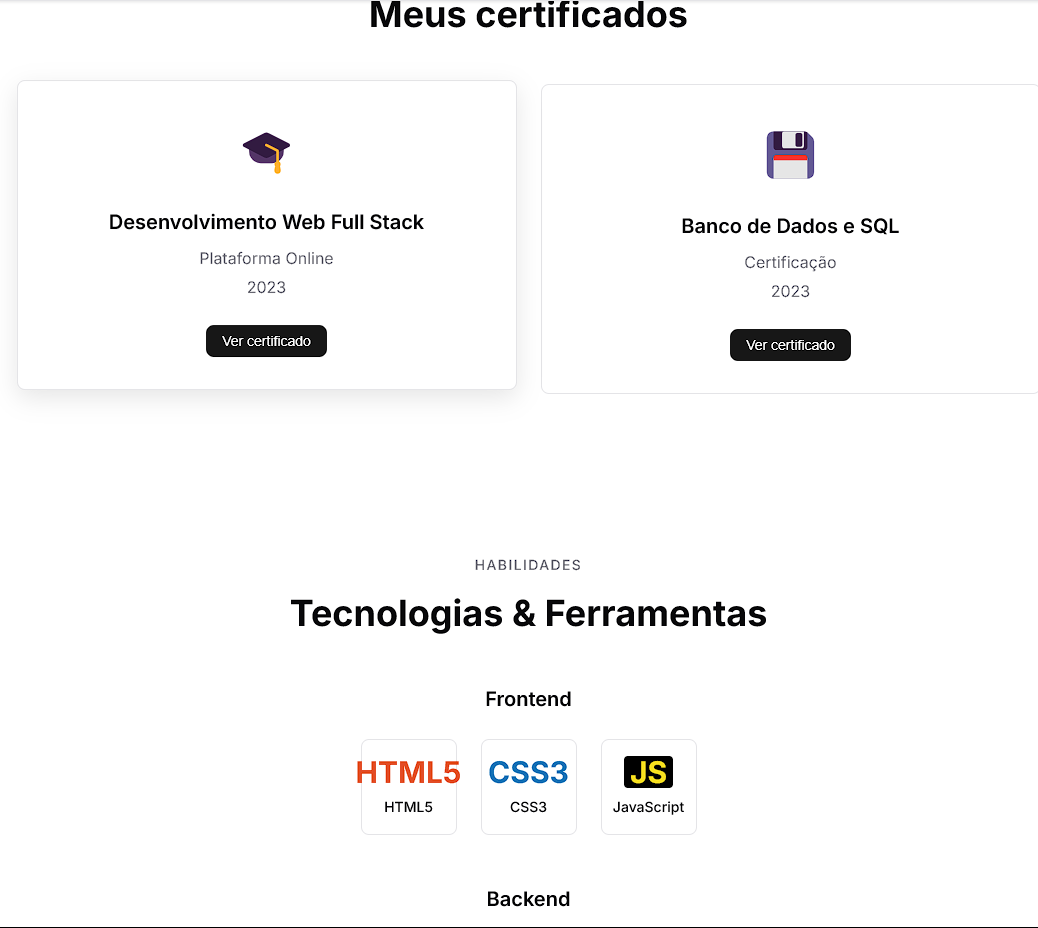 Meus certificados
Desenvolvimento Web Full Stack
Plataforma Online
2023
Ver certificado
Banco de Dados e SQL
Certificação
2023
Ver certificado
HABILIDADES
Tecnologias & Ferramentas
Frontend
HTML5
HTML5
CSS3
CSS3
JS
JavaScript
Backend